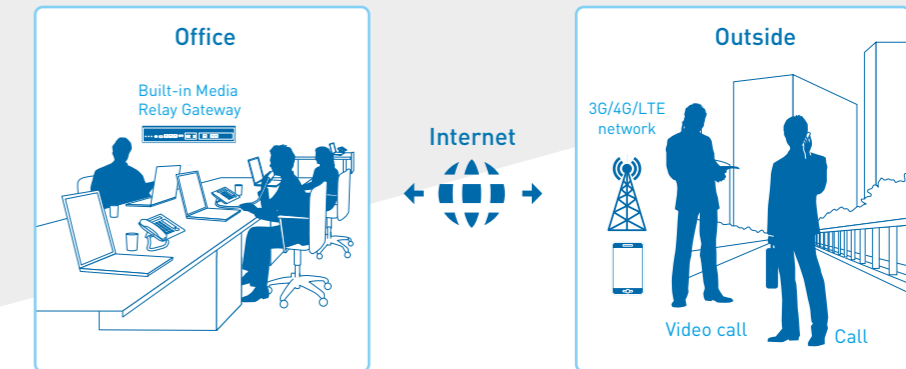 Office
Built-in Media
Relay Gateway
Internet
Outside
3G/4G/LTE
network
Video call
Call